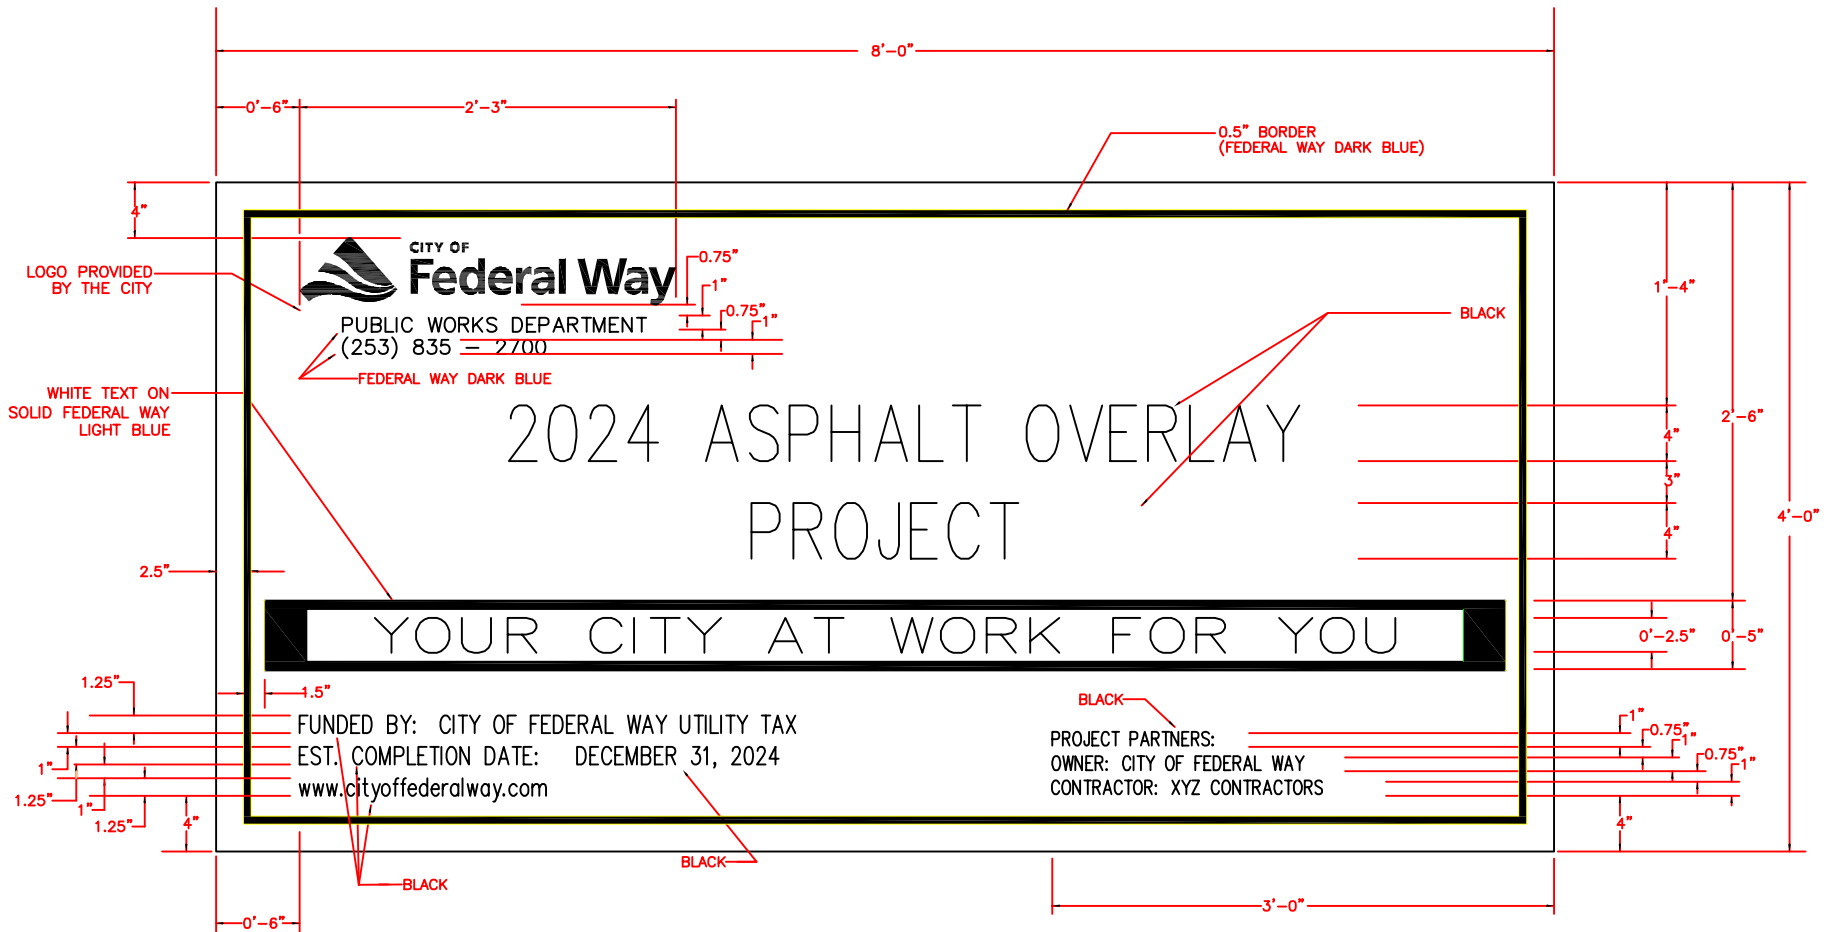 8'-0"
0'-6"
2'-3"
0.5" BORDER
(FEDERAL WAY DARK BLUE)
4"
CITY OF
Federal Way
LOGO PROVIDED
BY THE CITY
0.75"
1"
0.75"
1"
PUBLIC WORKS DEPARTMENT
(253) 835 - 2700
FEDERAL WAY DARK BLUE
BLACK
1'-4"
WHITE TEXT ON
SOLID FEDERAL WAY
LIGHT BLUE
2024 ASPHALT OVERLAY
PROJECT
2'-6"
4"
3"
4"
4'-0"
2.5"
YOUR CITY AT WORK FOR YOU
0'-2.5"
0'-5"
1.25"
1.5"
BLACK
FUNDED BY: CITY OF FEDERAL WAY UTILITY TAX
EST. COMPLETION DATE: DECEMBER 31, 2024
www.cityoffederalway.com
PROJECT PARTNERS:
OWNER: CITY OF FEDERAL WAY
CONTRACTOR: XYZ CONTRACTORS
1"
0.75"
1"
0.75"
1"
1"
1.25"
1"
1.25"
4"
4"
BLACK
BLACK
0'-6"
3'-0"